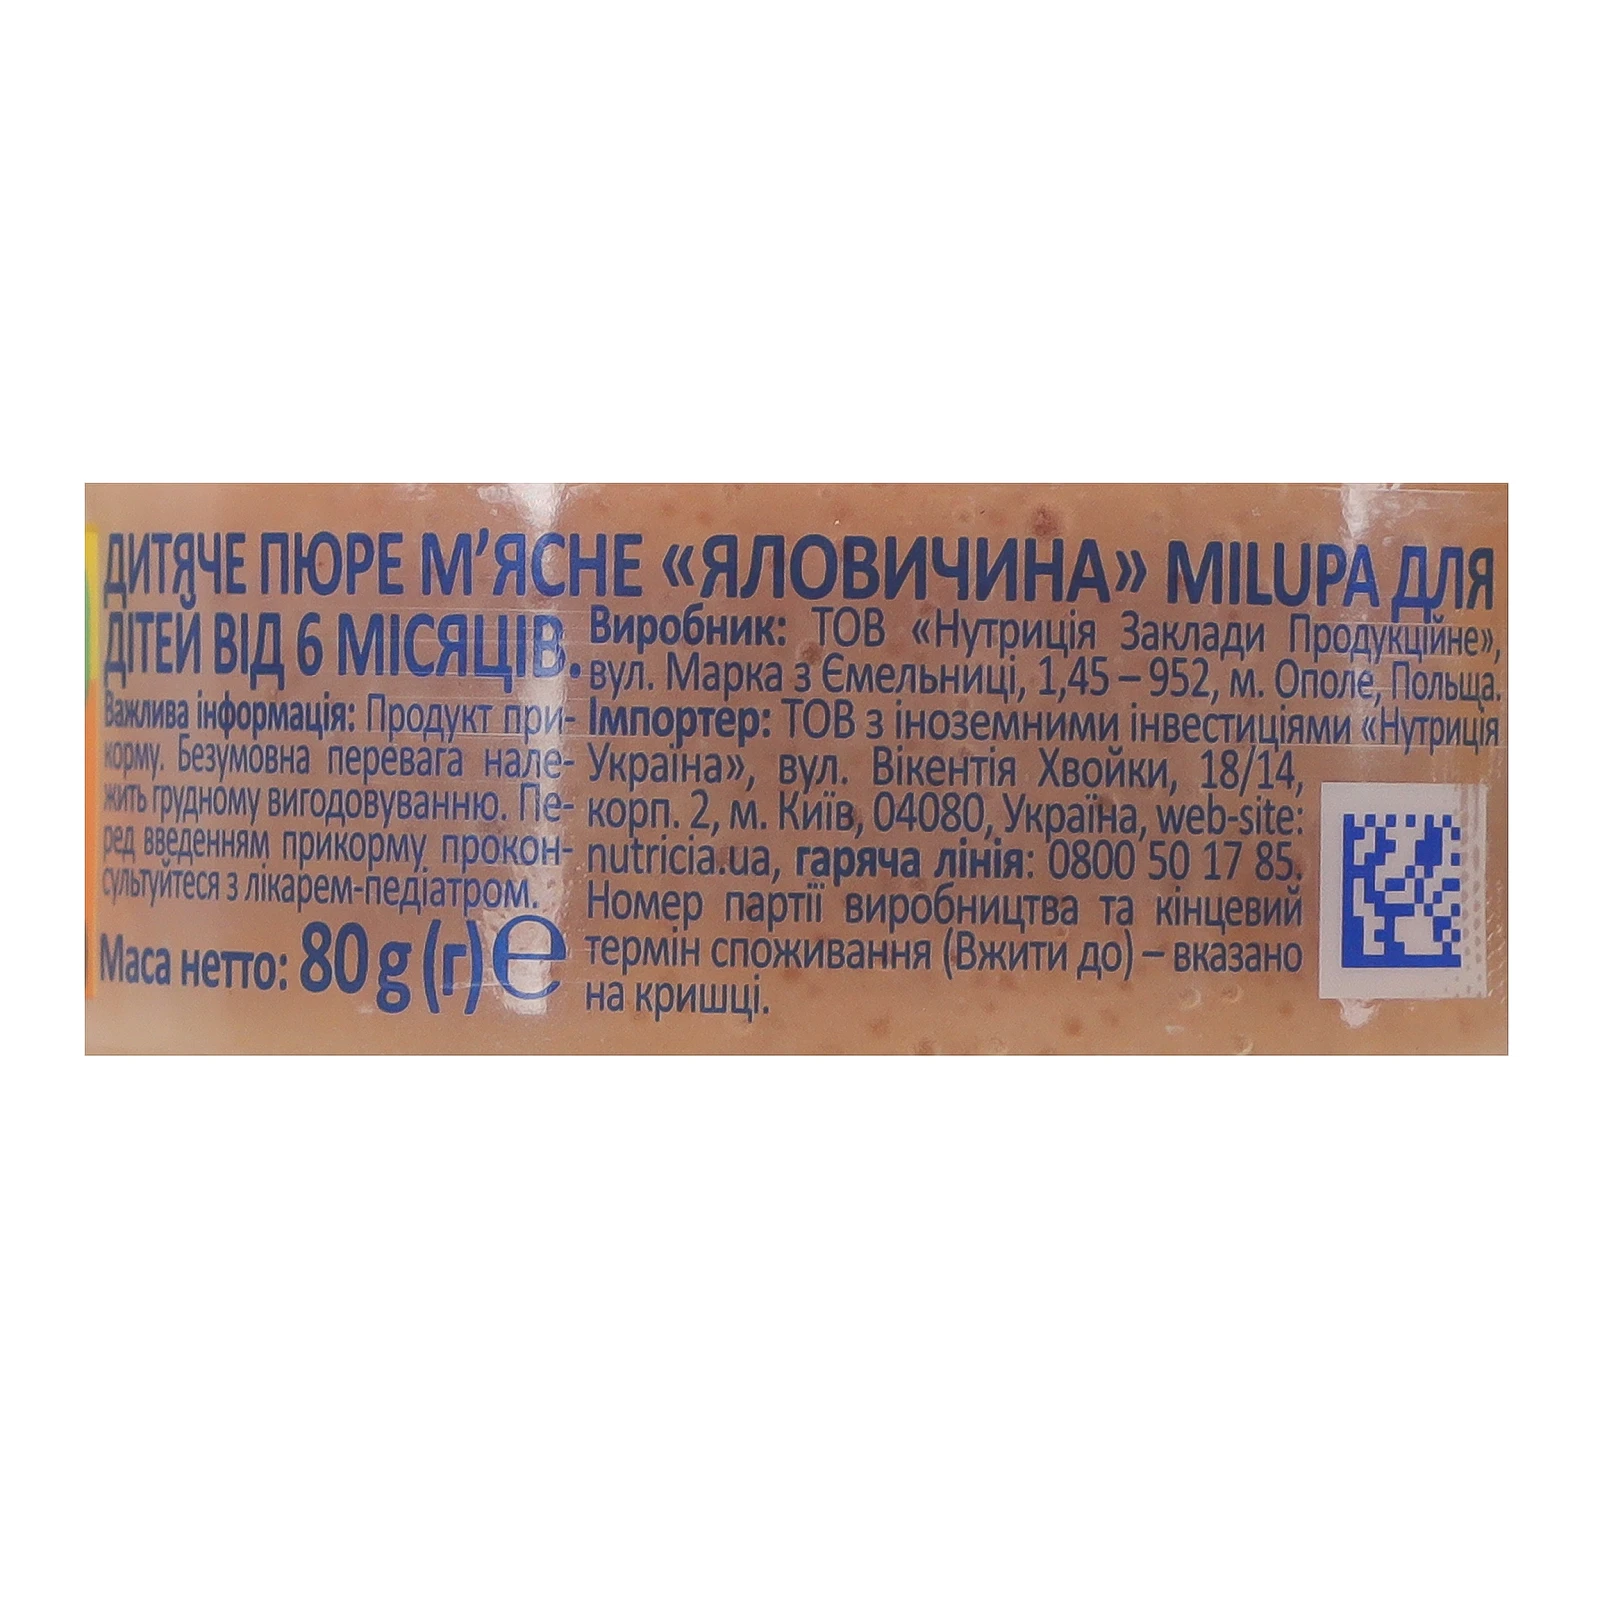 ДИТЯЧЕ ПЮРЕ М’ЯСНЕ «ЯЛОВИЧИНА» MILUPA ДЛЯ
ДІТЕЙ ВІД 6 МІСЯЦІВ.
Важлива інформація: Продукт при-
корму. Безумовна перевага нале-
жить грудному вигодовуванню. Пе-
ред введенням прикорму прокон-
сультуйтеся з лікарем-педіатром.
Маса нетто: 80 g (г) ℮
Виробник: ТОВ «Нутриція Заклади Продукційне»,
вул. Марка з Ємельниці, 1,45 – 952, м. Ополе, Польща.
Імпортер: ТОВ з іноземними інвестиціями «Нутриція
Україна», вул. Вікентія Хвойки, 18/14,
корп. 2, м. Київ, 04080, Україна, web-site:
nutricia.ua, гаряча лінія: 0800 50 17 85.
Номер партії виробництва та кінцевий
термін споживання (Вжити до) – вказано
на кришці.